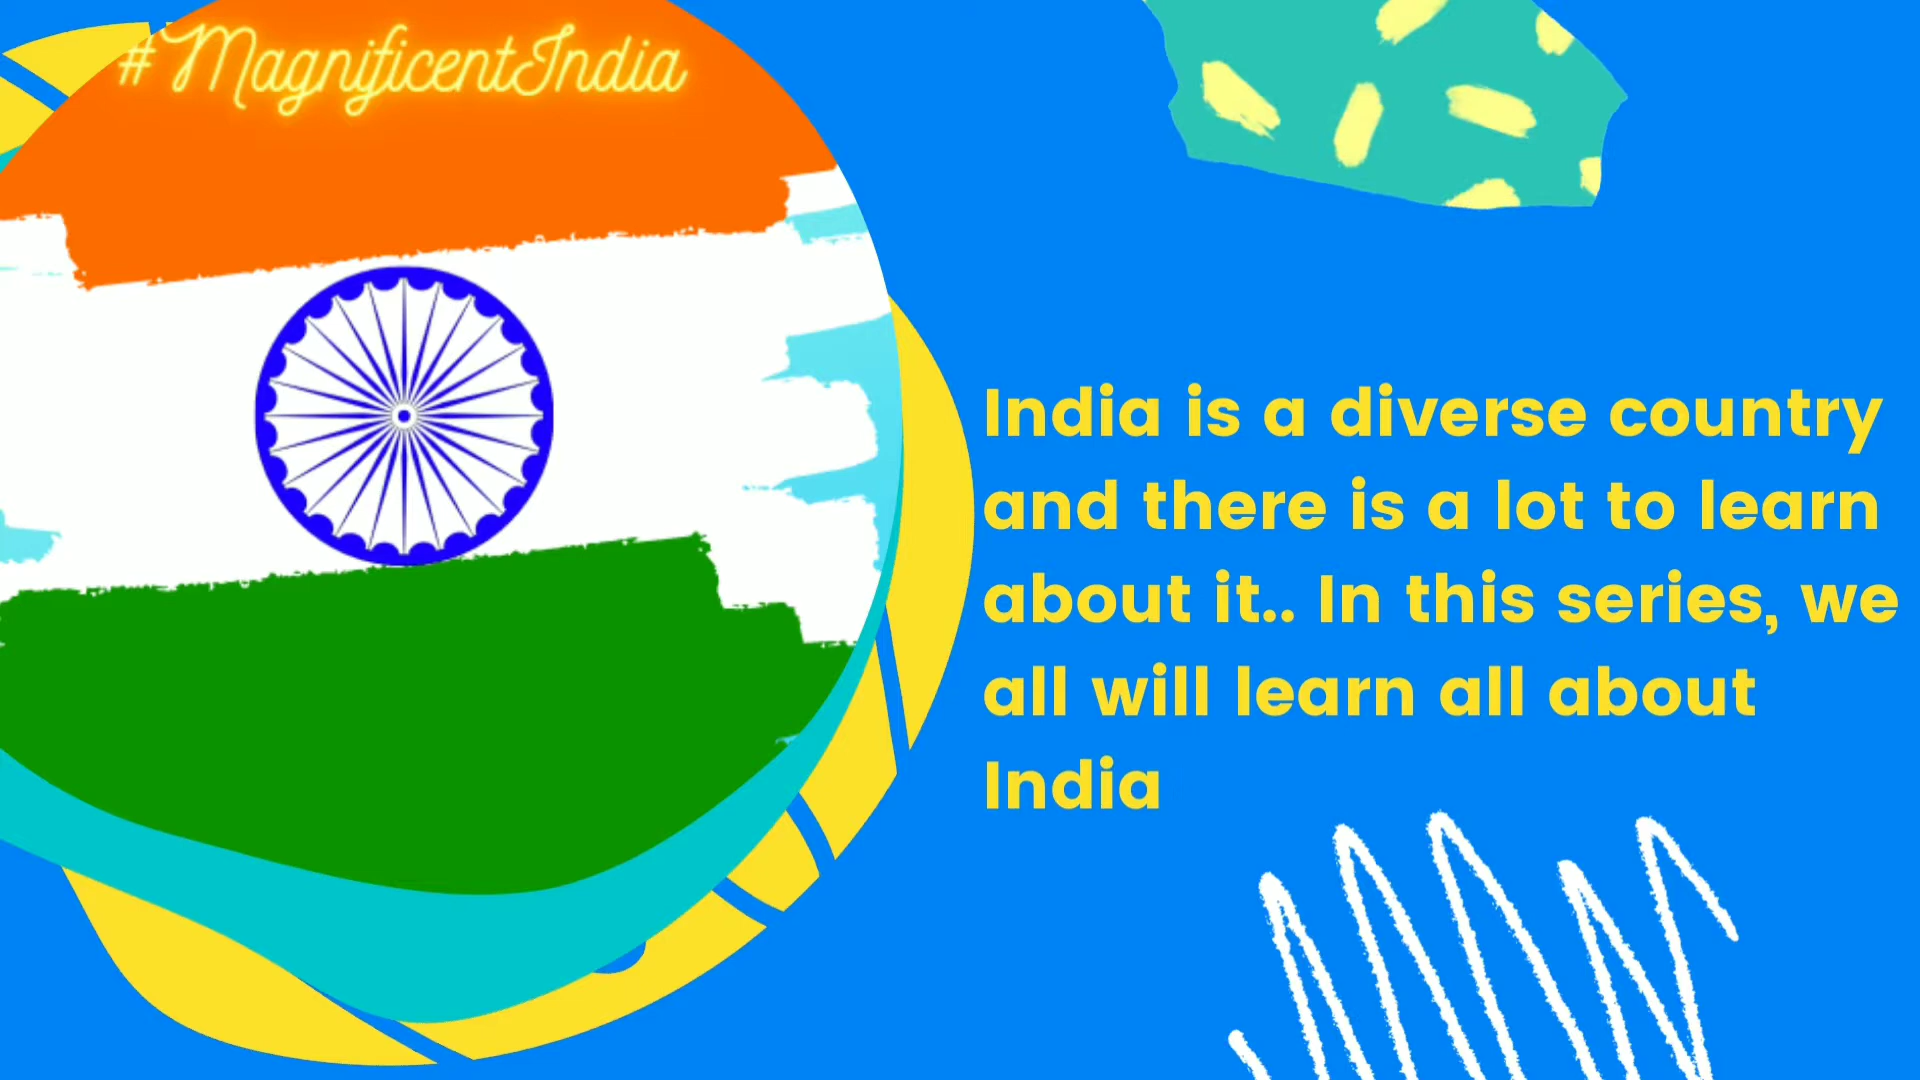 #MagnificentIndia
India is a diverse country
and there is a lot to learn
about it.. In this series, we
all will learn all about
India